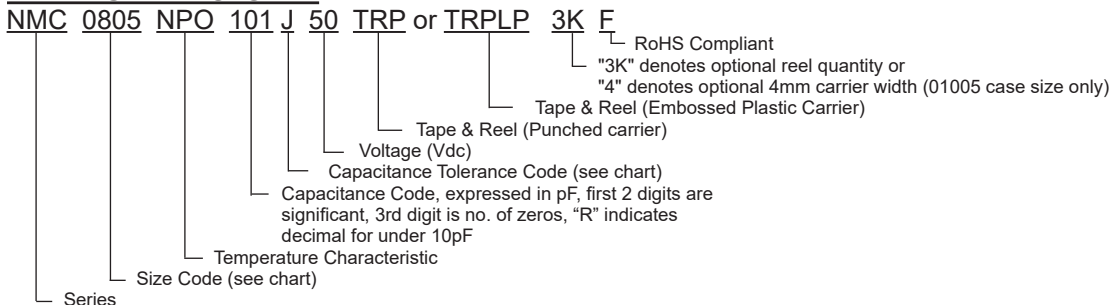 NMC 0805 NPO 101 J 50 TRP or TRPLP 3K F
RoHS Compliant
"3K" denotes optional reel quantity or
"4" denotes optional 4mm carrier width (01005 case size only)
Tape & Reel (Embossed Plastic Carrier)
Tape & Reel (Punched carrier)
Voltage (Vdc)
Capacitance Tolerance Code (see chart)
Capacitance Code, expressed in pF, first 2 digits are
significant, 3rd digit is no. of zeros, “R” indicates
decimal for under 10pF
Temperature Characteristic
Size Code (see chart)
Series